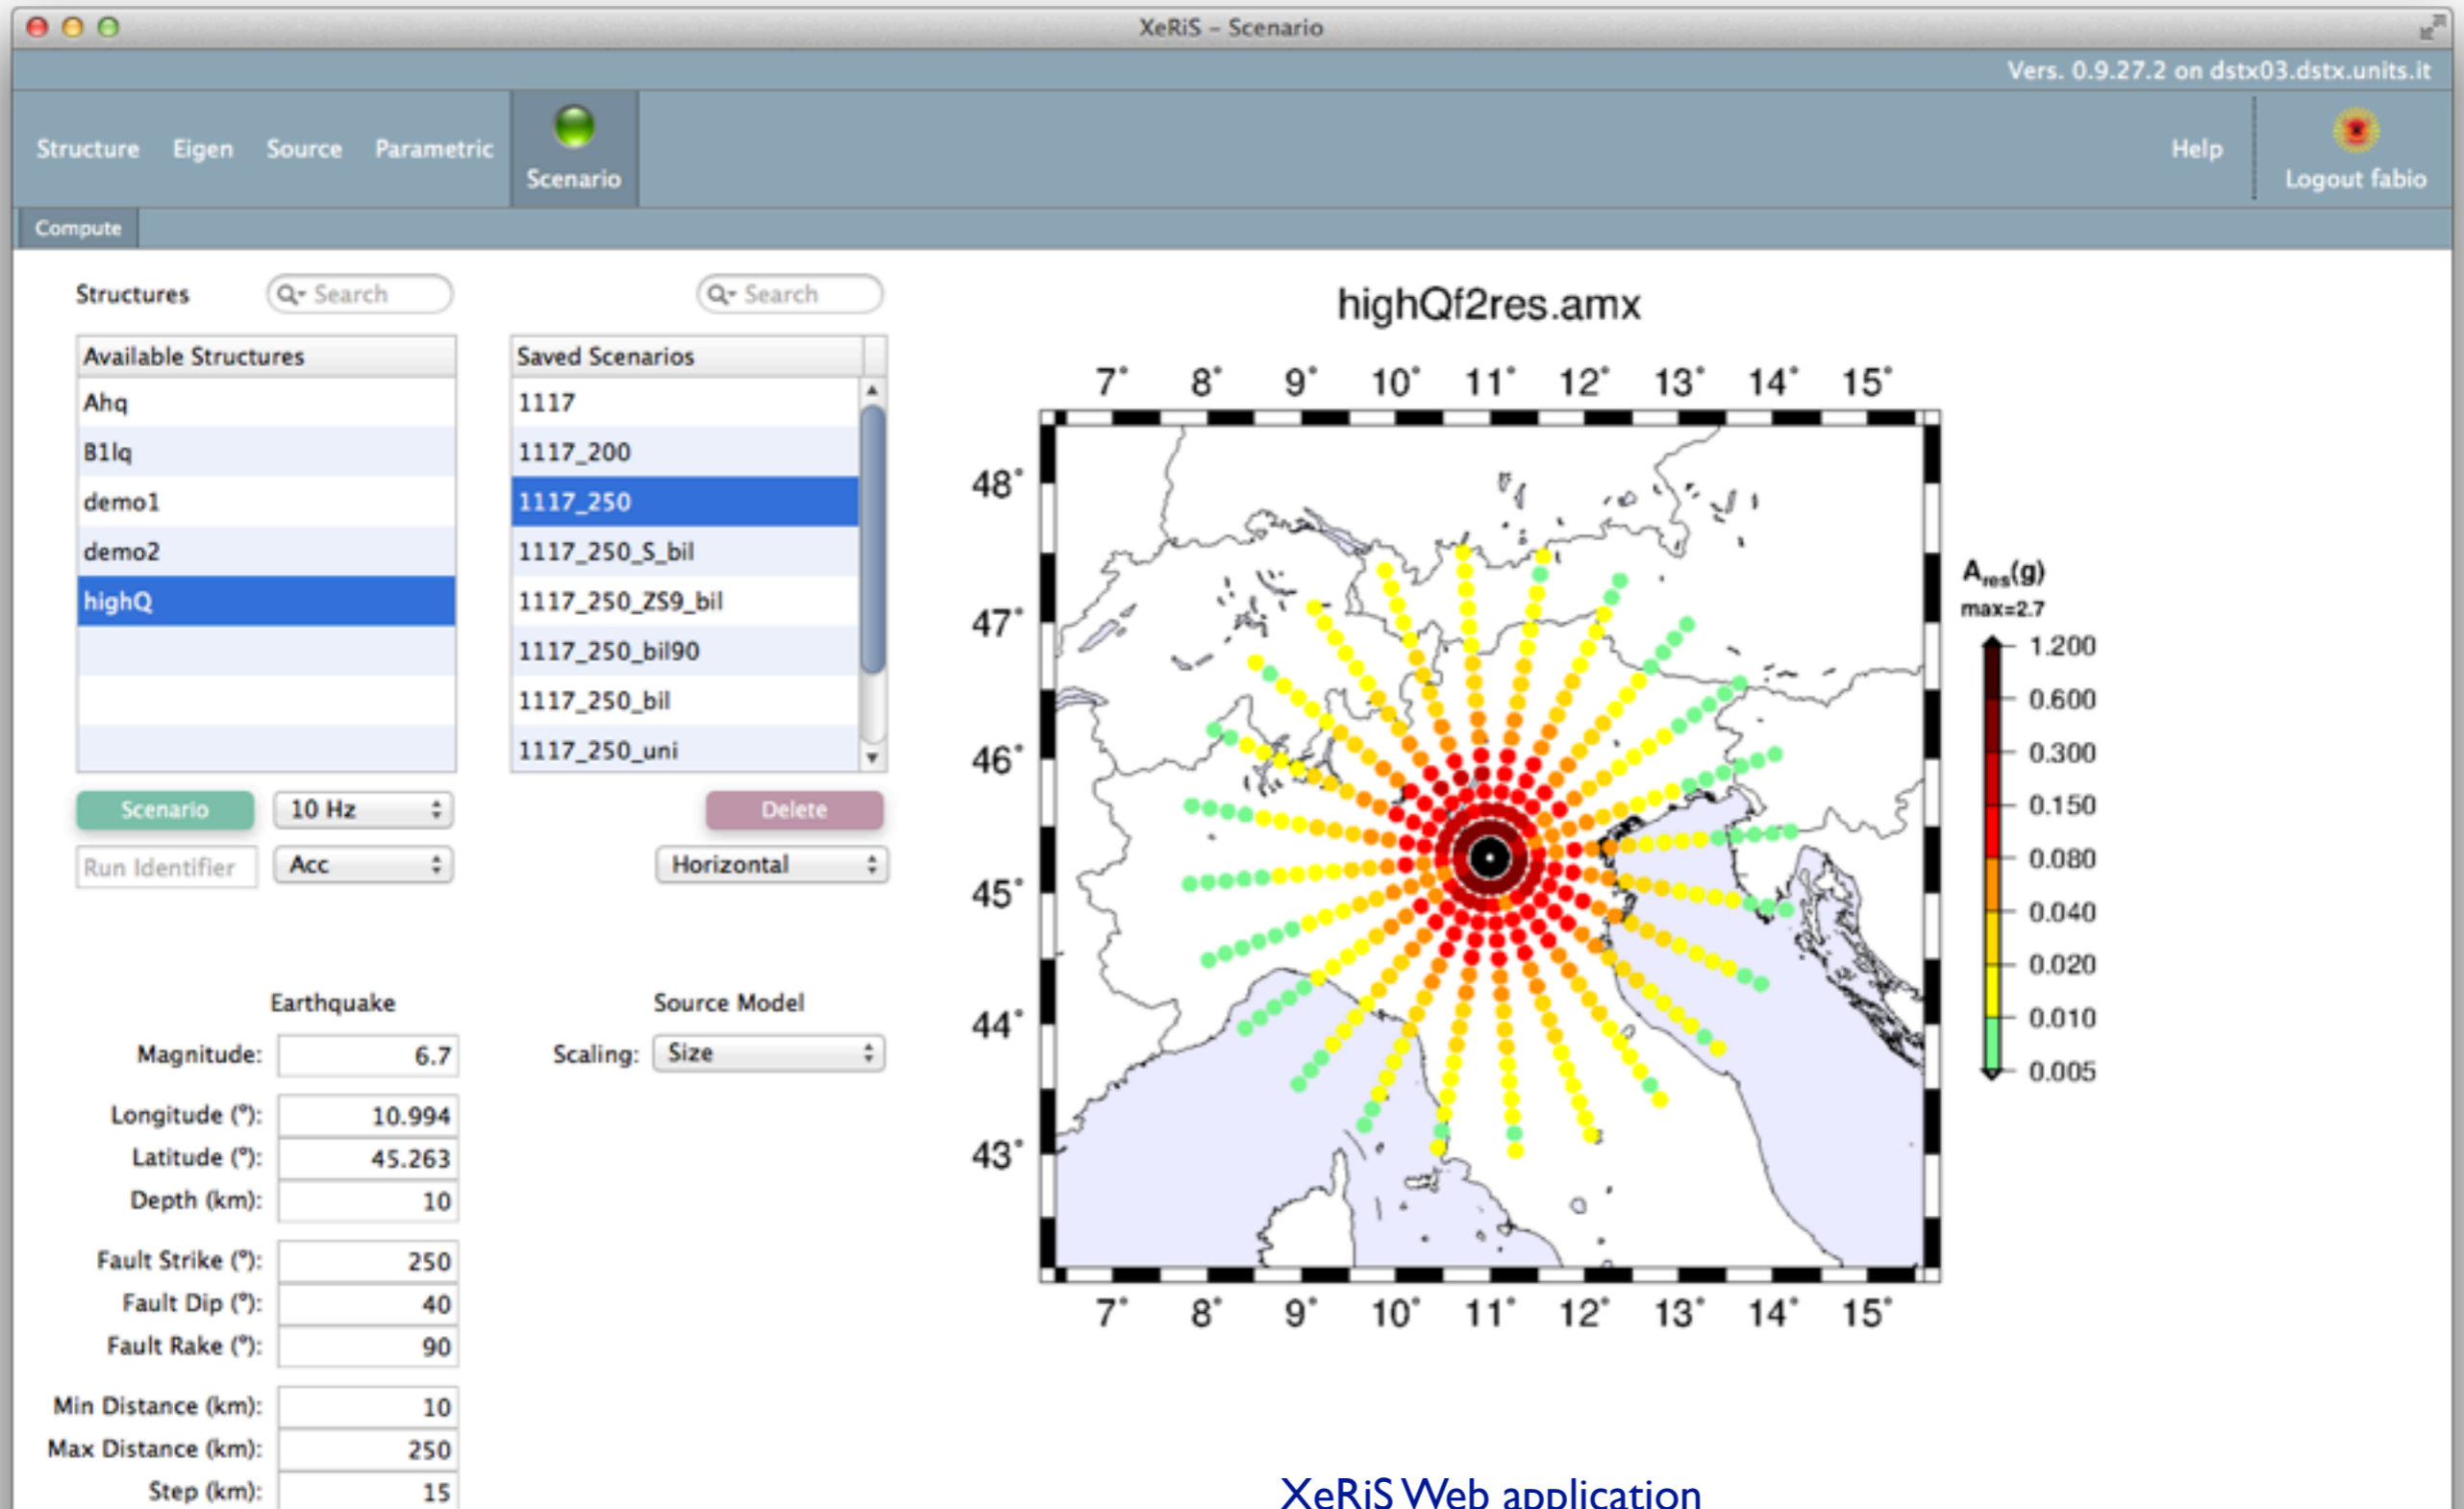 XeRiS – Scenario
Vers. 0.9.27.2 on dstx03.dstx.units.it
Structure Eigen Source Parametric Scenario Help Logout fabio
Compute
Structures
Search
Search
Available Structures
Ahq
B1lq
demo1
demo2
highQ
Saved Scenarios
1117
1117_200
1117_250
1117_250_S_bil
1117_250_ZS9_bil
1117_250_bil90
1117_250_bil
1117_250_uni
Scenario
10 Hz
Delete
Run Identifier
Acc
Horizontal
Earthquake
Magnitude: 6.7
Longitude (°): 10.994
Latitude (°): 45.263
Depth (km): 10
Fault Strike (°): 250
Fault Dip (°): 40
Fault Rake (°): 90
Min Distance (km): 10
Max Distance (km): 250
Step (km): 15
Source Model
Scaling: Size
highQf2res.amx
7° 8° 9° 10° 11° 12° 13° 14° 15°
48°
47°
46°
45°
44°
43°
7° 8° 9° 10° 11° 12° 13° 14° 15°
Ares(g)
max=2.7
1.200
0.600
0.300
0.150
0.080
0.040
0.020
0.010
0.005
XeRiS Web application